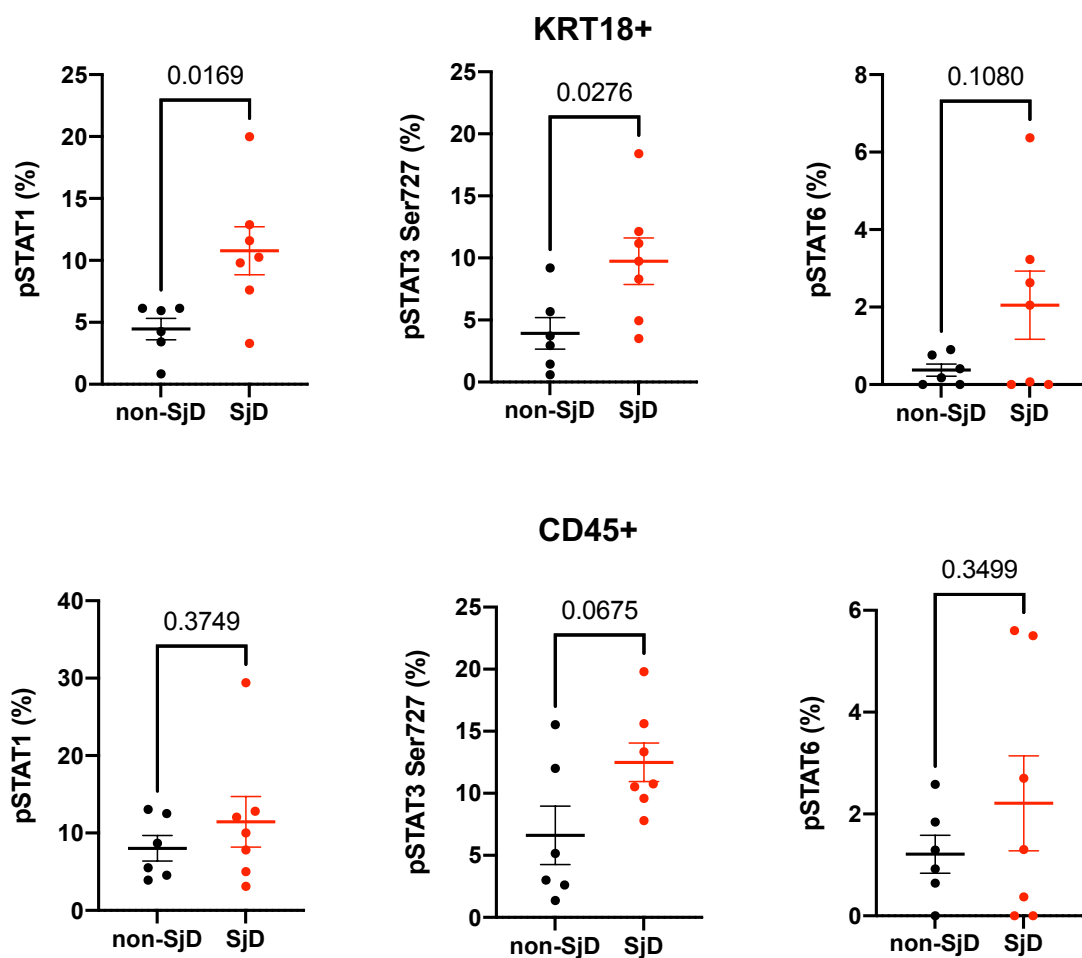 KRT18+
0.0169
pSTAT1 (%)
25
20
15
10
5
0
non-SjD SjD
0.0276
pSTAT3 Ser727 (%)
25
20
15
10
5
0
non-SjD SjD
0.1080
pSTAT6 (%)
8
6
4
2
0
non-SjD SjD
CD45+
0.3749
pSTAT1 (%)
40
30
20
10
0
non-SjD SjD
0.0675
pSTAT3 Ser727 (%)
25
20
15
10
5
0
non-SjD SjD
0.3499
pSTAT6 (%)
6
4
2
0
non-SjD SjD